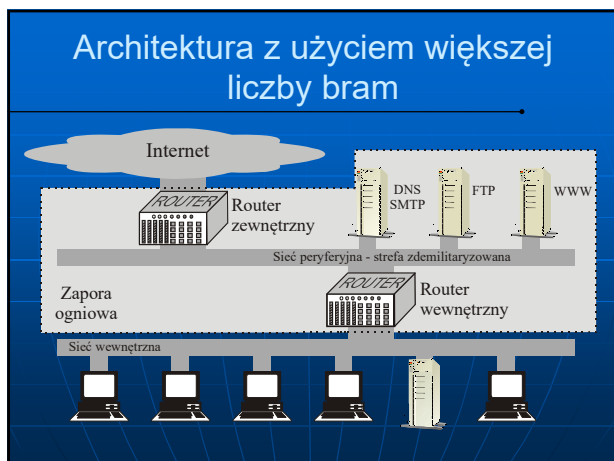 Architektura z użyciem większej
liczby bram
Internet
ROUTER
Router
zewnętrzny
DNS
SMTP
FTP
WWW
Sieć peryferyjna - strefa zdemilitaryzowana
Zapora
ogniowa
ROUTER
Router
wewnętrzny
Sieć wewnętrzna